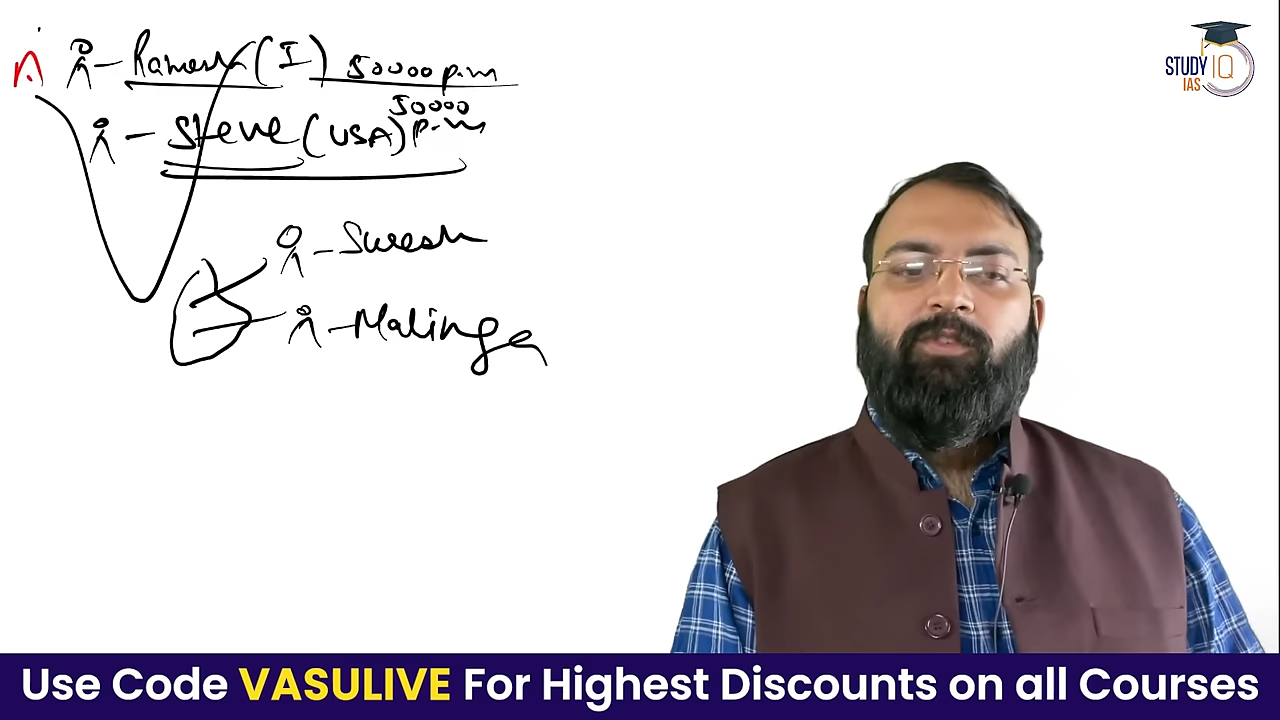 Ramesh (I) 50000 p.m
50000
Steve (USA) p.m
Suresh
Malinga
STUDY IQ
IAS
Use Code VASULIVE For Highest Discounts on all Courses